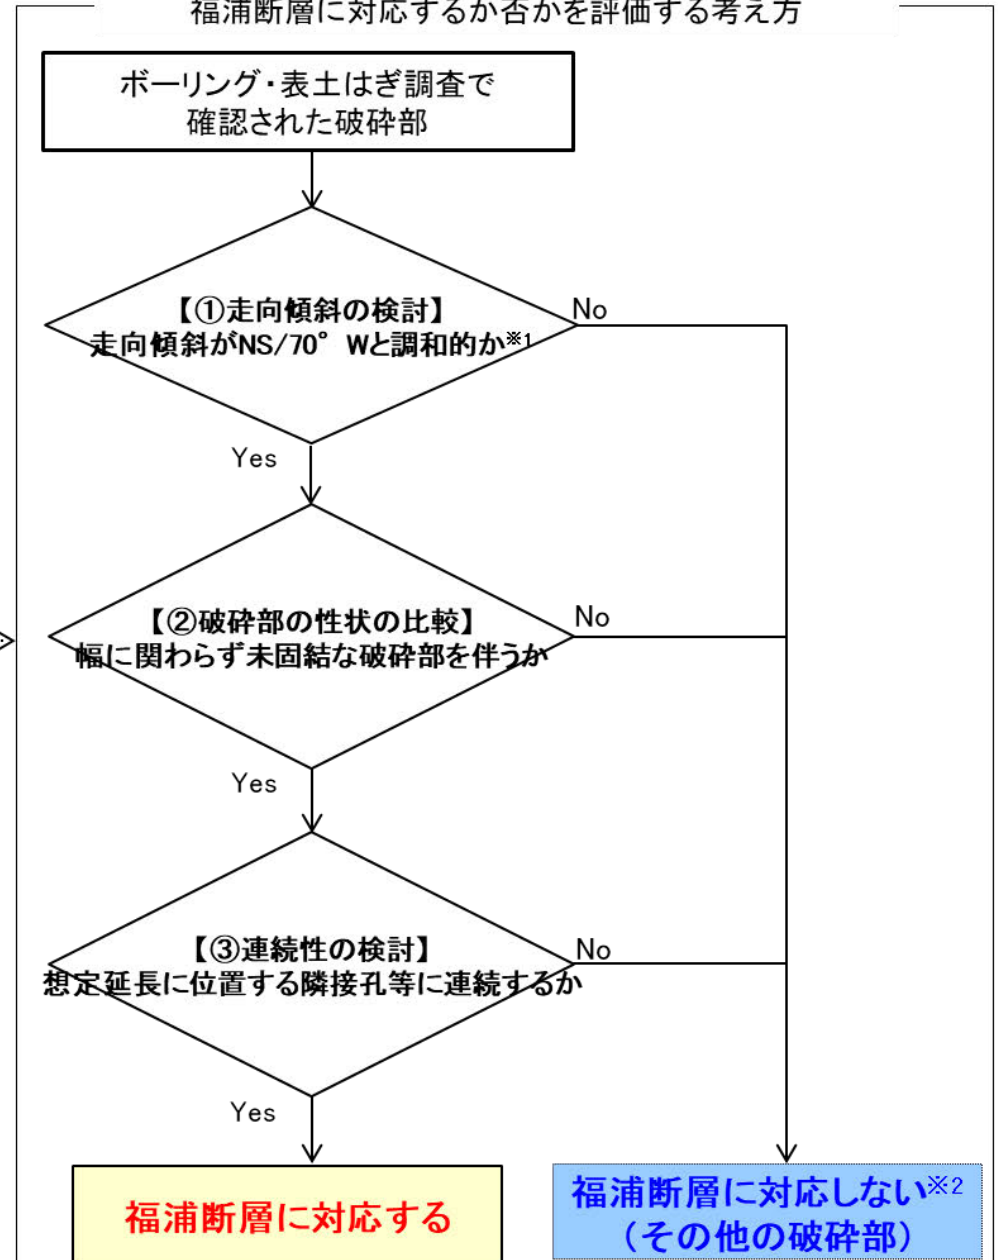 福浦断層に対応するか否かを評価する考え方
ボーリング・表土はぎ調査で
確認された破砕部
【①走向傾斜の検討】
走向傾斜がNS/70°Wと調和的か※1
No
Yes
【②破砕部の性状の比較】
幅に関わらず未固結な破砕部を伴うか
No
Yes
【③連続性の検討】
想定延長に位置する隣接孔等に連続するか
No
Yes
福浦断層に対応する
福浦断層に対応しない※2
（その他の破砕部）